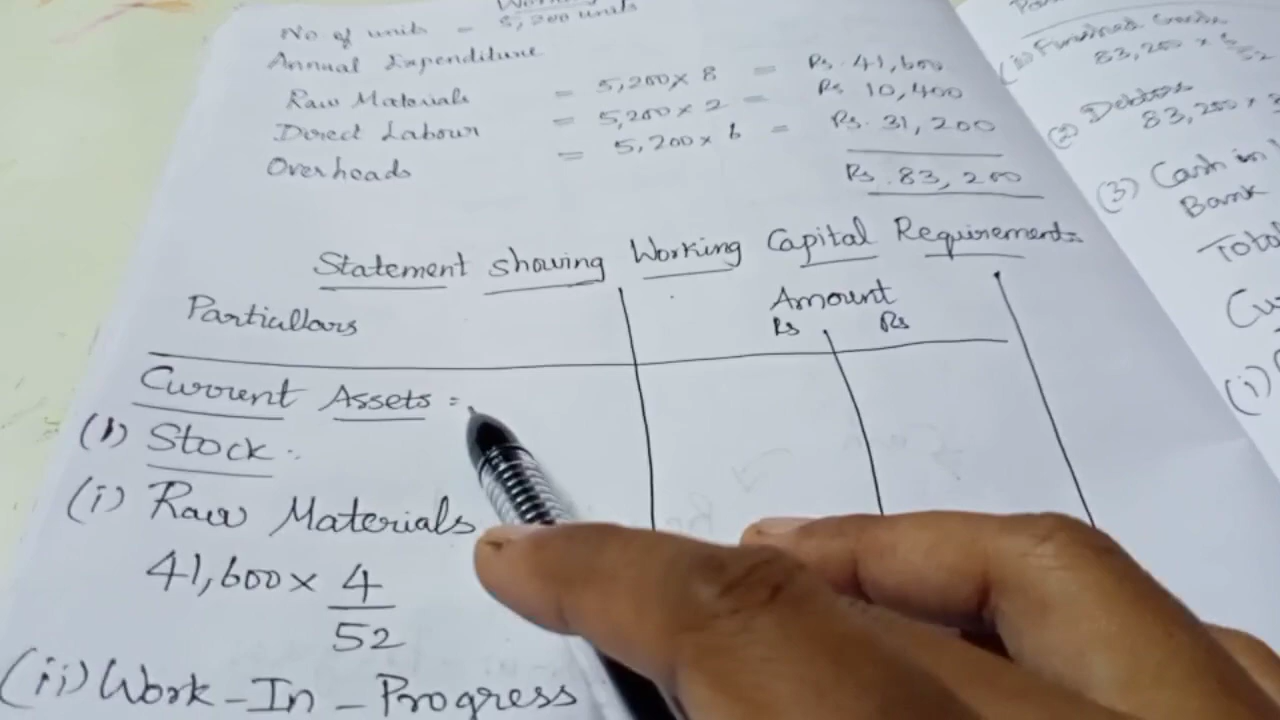 No of units = 5,200 units
Annual Expenditure
Raw Materials = 5,200 x 8 = Rs. 41,600
Direct Labour = 5,200 x 2 = Rs 10,400
Overheads = 5,200 x 6 = Rs. 31,200
Rs. 83,200
Statement showing Working Capital Requirements
Particulars Amount
Rs Rs
Current Assets :
(1) Stock :
(i) Raw Materials
41,600 x 4/52
(ii) Work - In - Progress
(iii) Finished Goods
83,200 x
52
(2) Debtors
83,200 x
(3) Cash in
Bank
Total
(i)